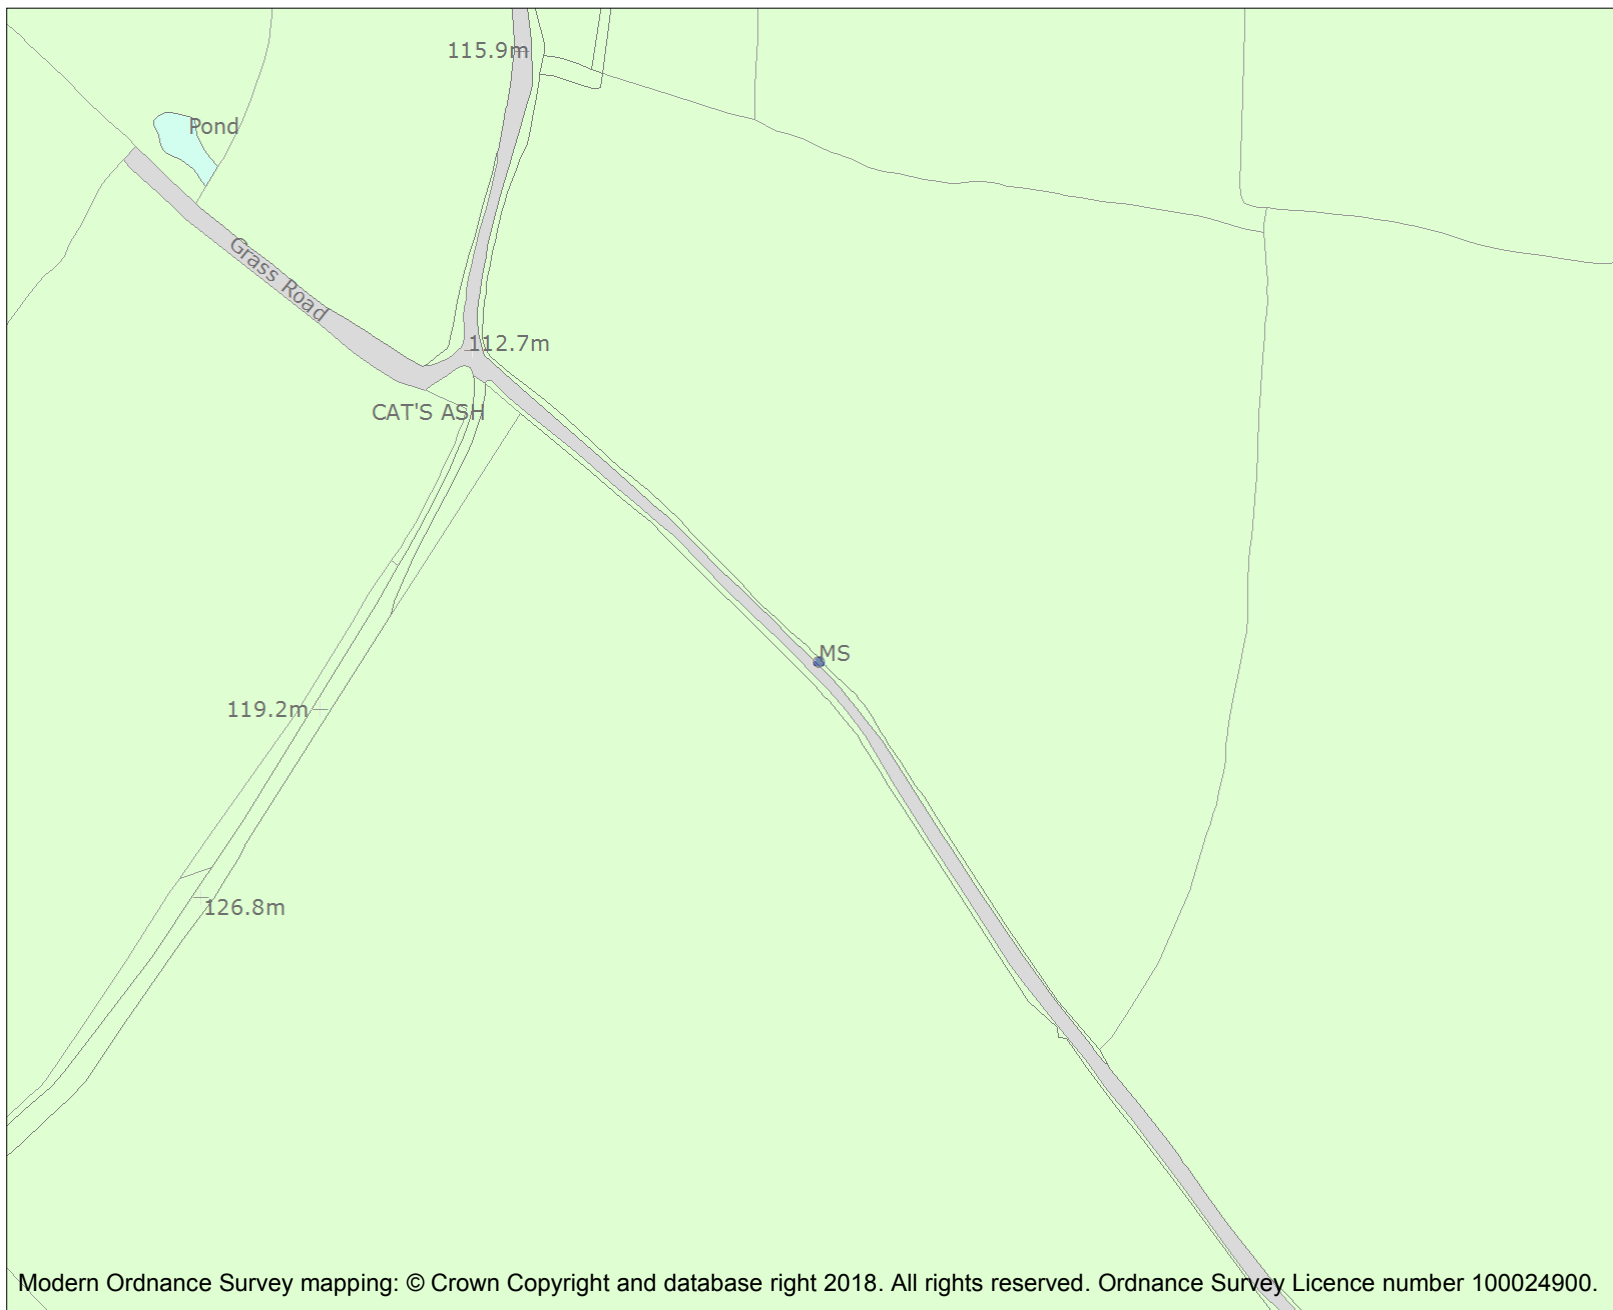 115.9m
Pond
Grass Road
112.7m
CAT'S ASH
MS
119.2m
126.8m
Modern Ordnance Survey mapping: © Crown Copyright and database right 2018. All rights reserved. Ordnance Survey Licence number 100024900.